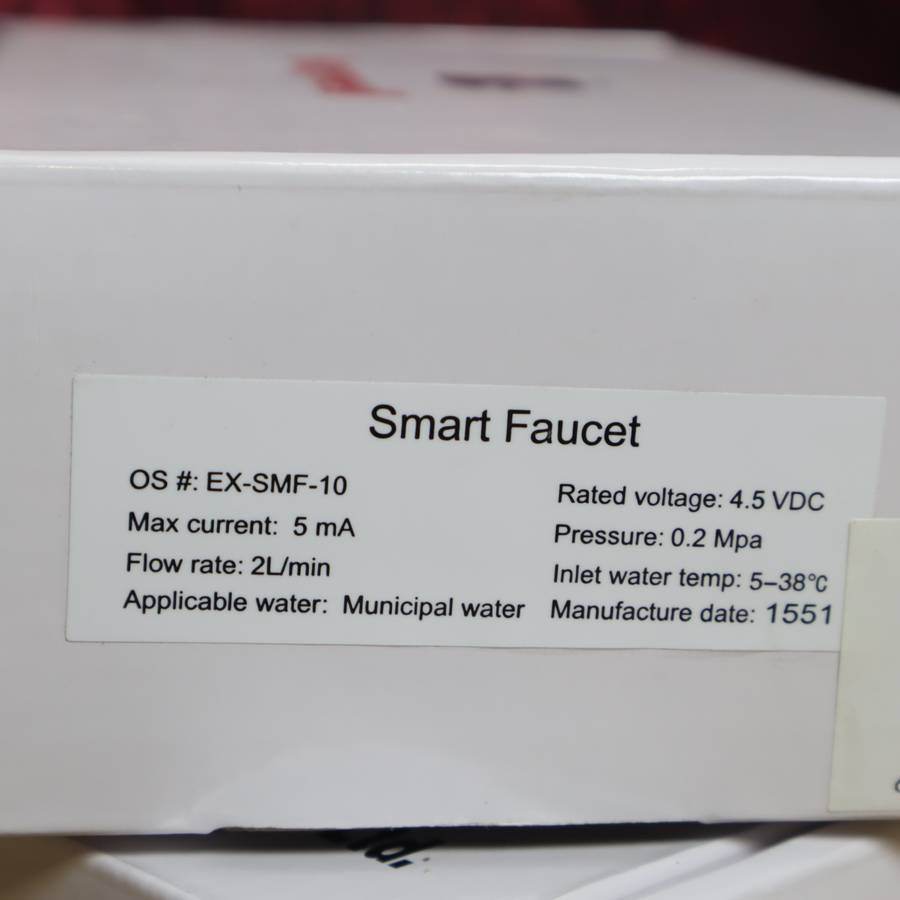 Smart Faucet
OS #: EX-SMF-10
Max current: 5 mA
Flow rate: 2L/min
Applicable water: Municipal water
Rated voltage: 4.5 VDC
Pressure: 0.2 Mpa
Inlet water temp: 5–38°C
Manufacture date: 1551